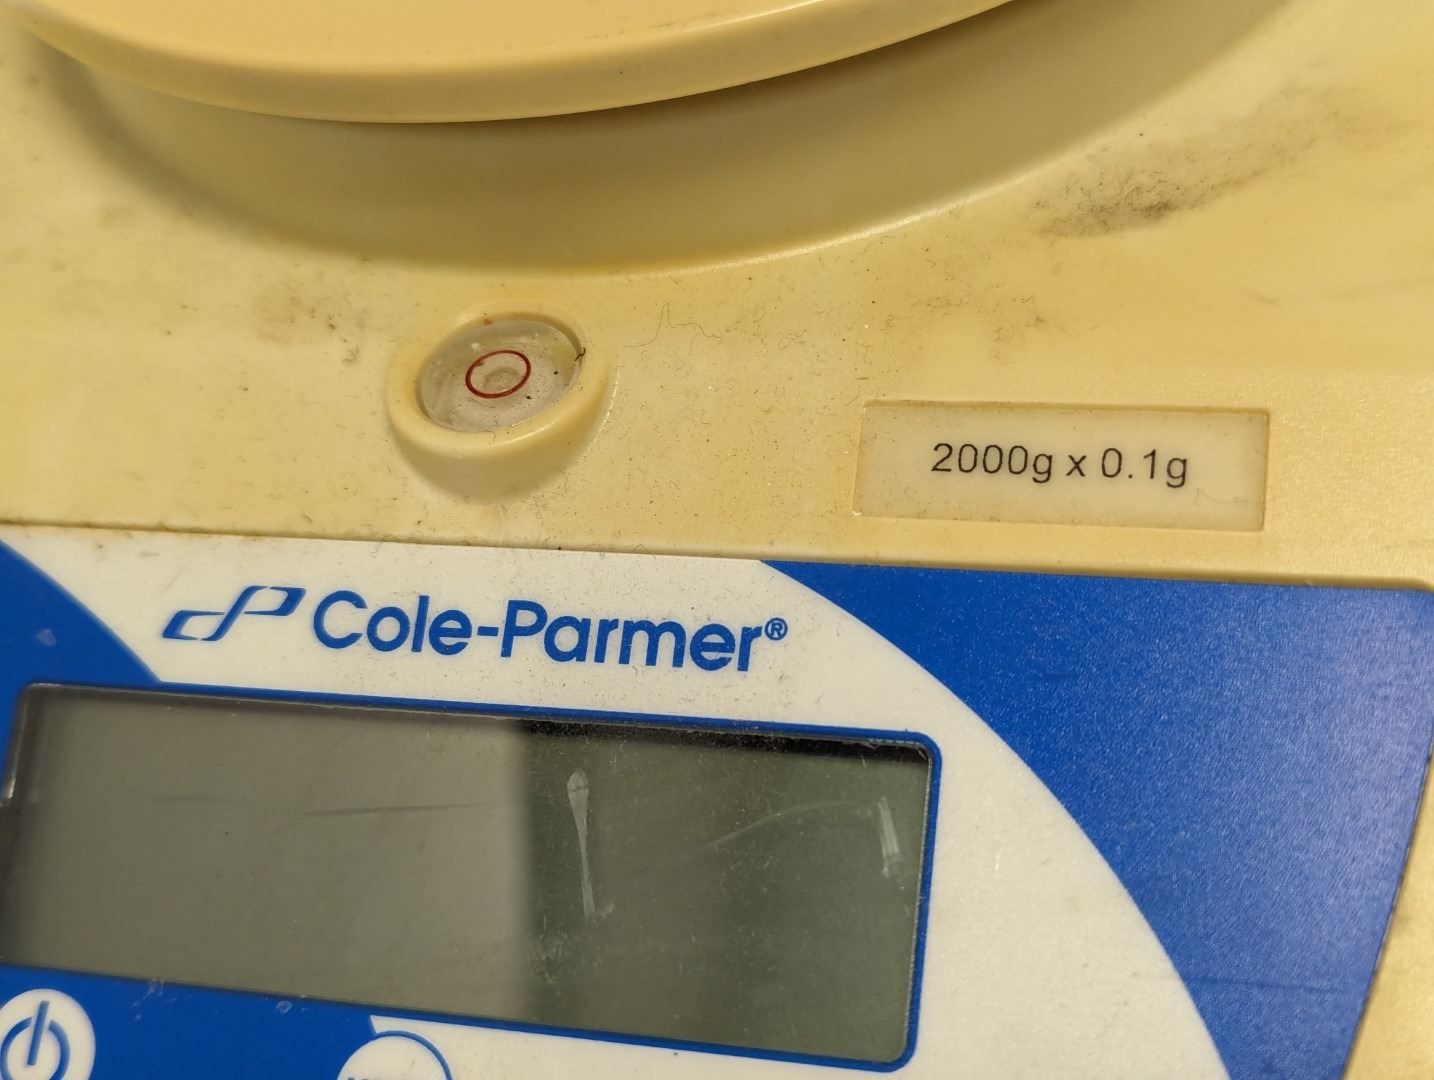 2000g x 0.1g
Cole-Parmer®